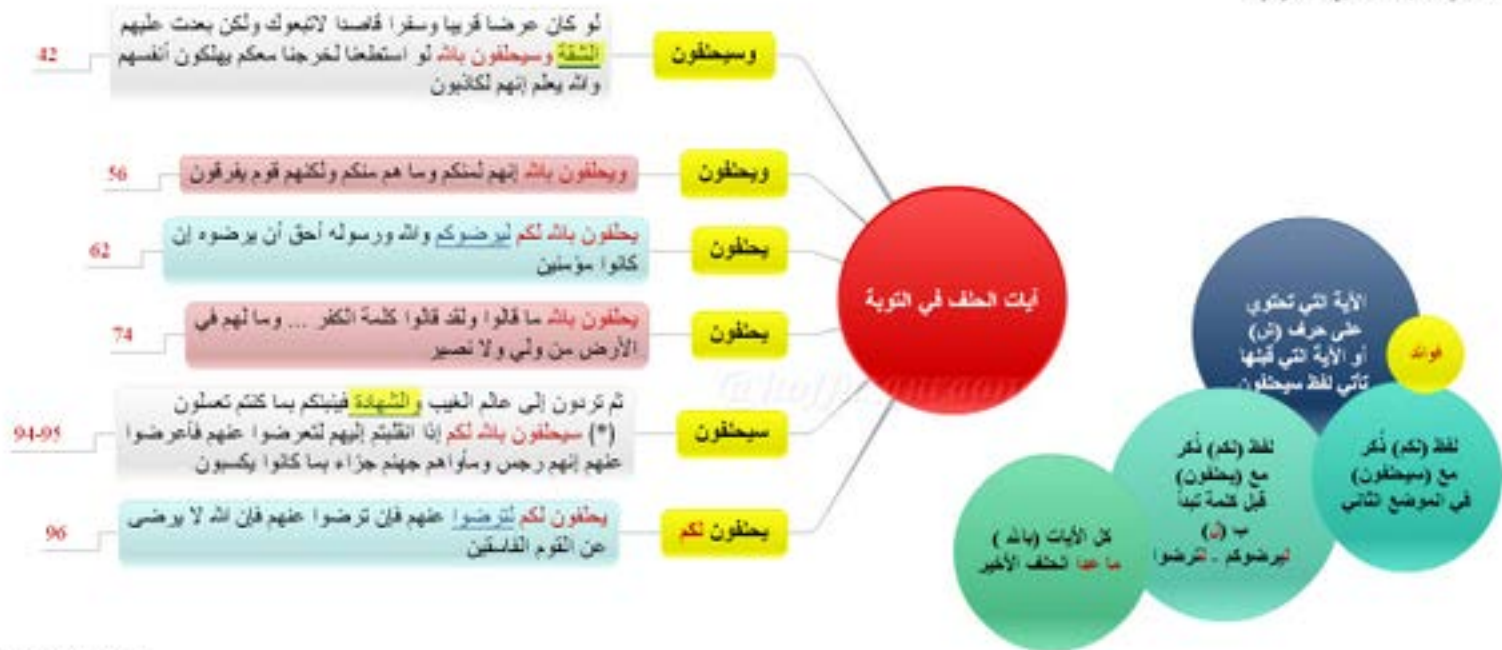 آيات الحلف في التوبة
وسيحلفون
لو كان عرضا قريبا وسفرا قاصدا لاتبعوك ولكن بعدت عليهم
الشقة وسيحلفون بالله لو استطعنا لخرجنا معكم يهلكون أنفسهم
والله يعلم إنهم لكاذبون
42
ويحلفون
ويحلفون بالله إنهم لمنكم وما هم منكم ولكنهم قوم يفرقون
56
يحلفون
يحلفون بالله لكم ليرضوكم والله ورسوله أحق أن يرضوه إن
كانوا مؤمنين
62
يحلفون
يحلفون بالله ما قالوا ولقد قالوا كلمة الكفر ... وما لهم في
الأرض من ولي ولا نصير
74
سيحلفون
ثم تردون إلى عالم الغيب والشهادة فينبئكم بما كنتم تعملون
(*) سيحلفون بالله لكم إذا انقلبتم إليهم لتعرضوا عنهم فأعرضوا
عنهم إنهم رجس ومأواهم جهنم جزاء بما كانوا يكسبون
94-95
يحلفون لكم
يحلفون لكم لترضوا عنهم فإن ترضوا عنهم فإن الله لا يرضى
عن القوم الفاسقين
96
فوائد
الآية التي تحتوي
على حرف (ش)
أو الآية التي قبلها
تأتي لفظ سيحلفون
لفظ (لكم) ذكر
مع (سيحلفون)
في الموضع الثاني
لفظ (لكم) ذكر
مع (يحلفون)
قبل كلمة تبدأ
ب (ل)
ليرضوكم - لترضوا
كل الآيات (بالله)
ما عدا الحلف الأخير